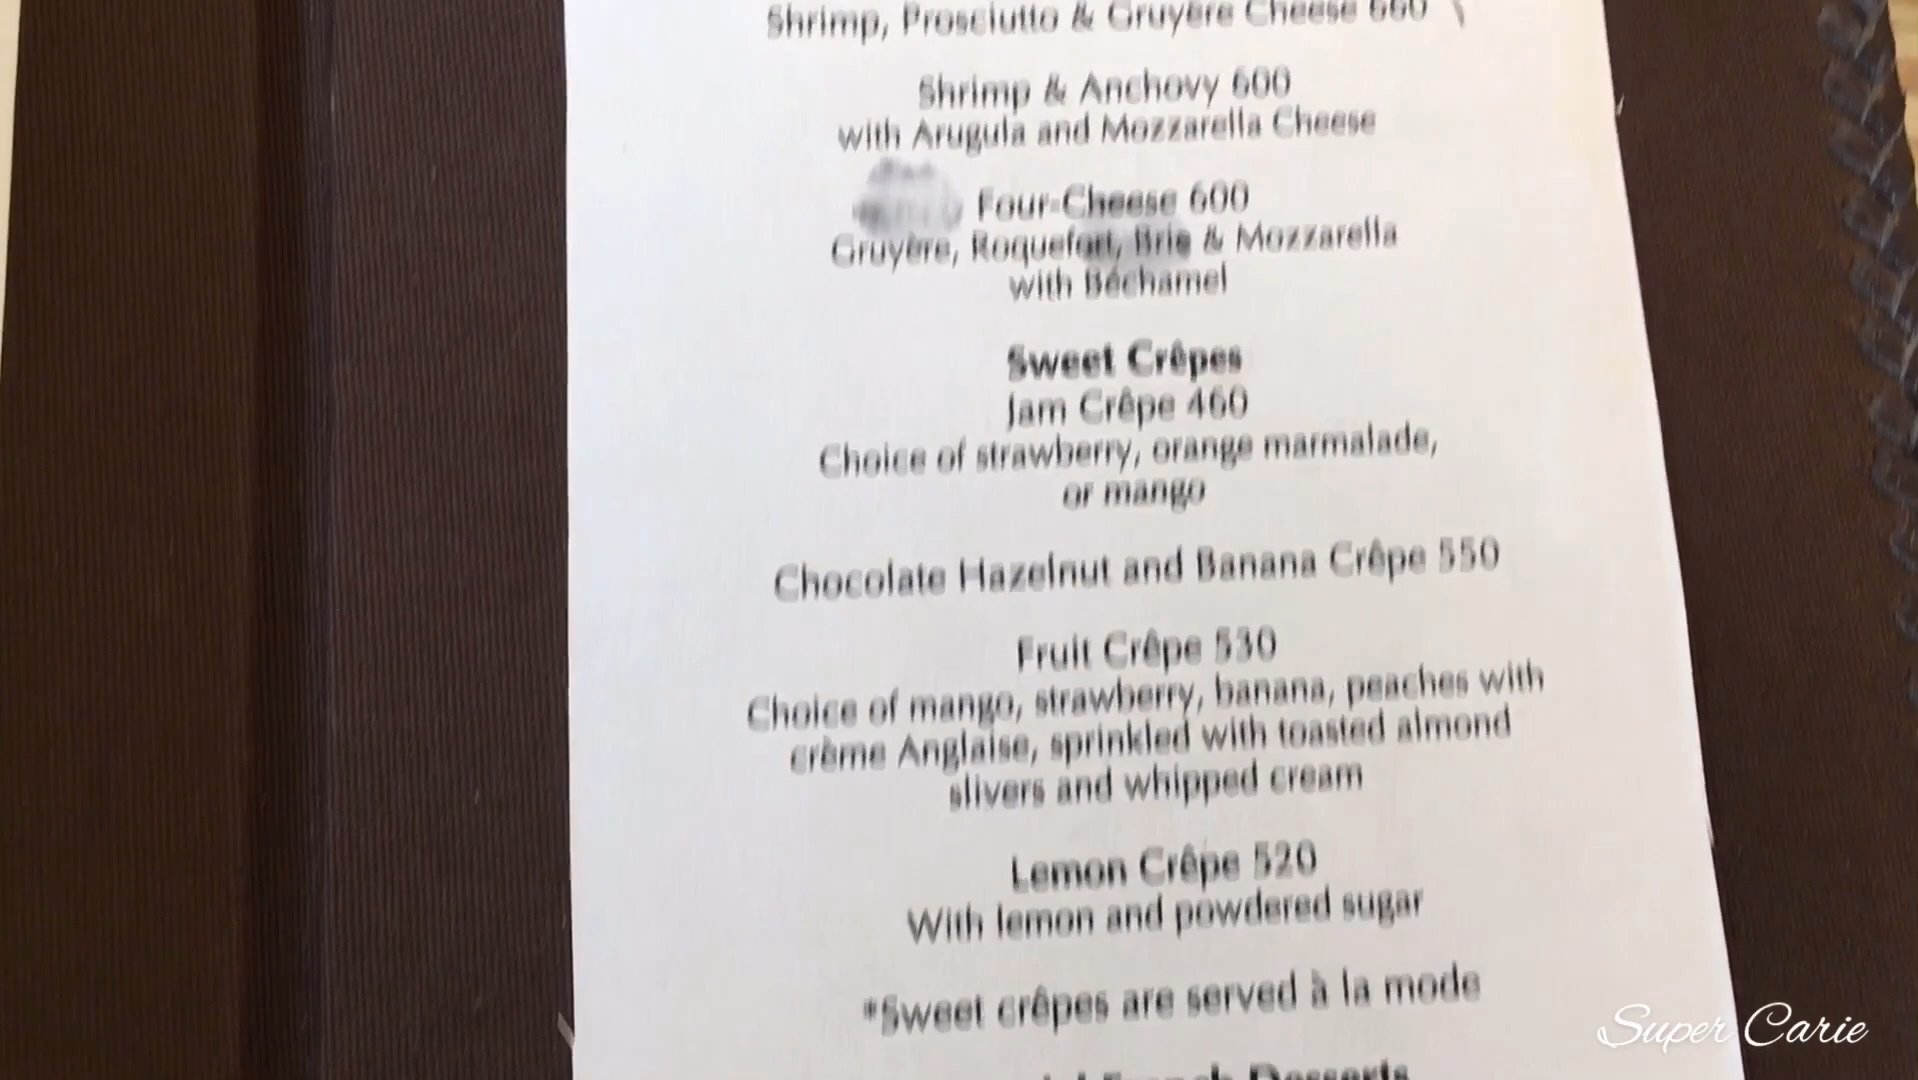 Shrimp, Prosciutto & Gruyère Cheese 660
Shrimp & Anchovy 600
with Arugula and Mozzarella Cheese
Four-Cheese 600
Gruyère, Roquefort, Brie & Mozzarella
with Béchamel
Sweet Crêpes
Jam Crêpe 460
Choice of strawberry, orange marmalade,
or mango
Chocolate Hazelnut and Banana Crêpe 550
Fruit Crêpe 530
Choice of mango, strawberry, banana, peaches with
crème Anglaise, sprinkled with toasted almond
slivers and whipped cream
Lemon Crêpe 520
With lemon and powdered sugar
*Sweet crêpes are served à la mode
French Desserts
Super Carie